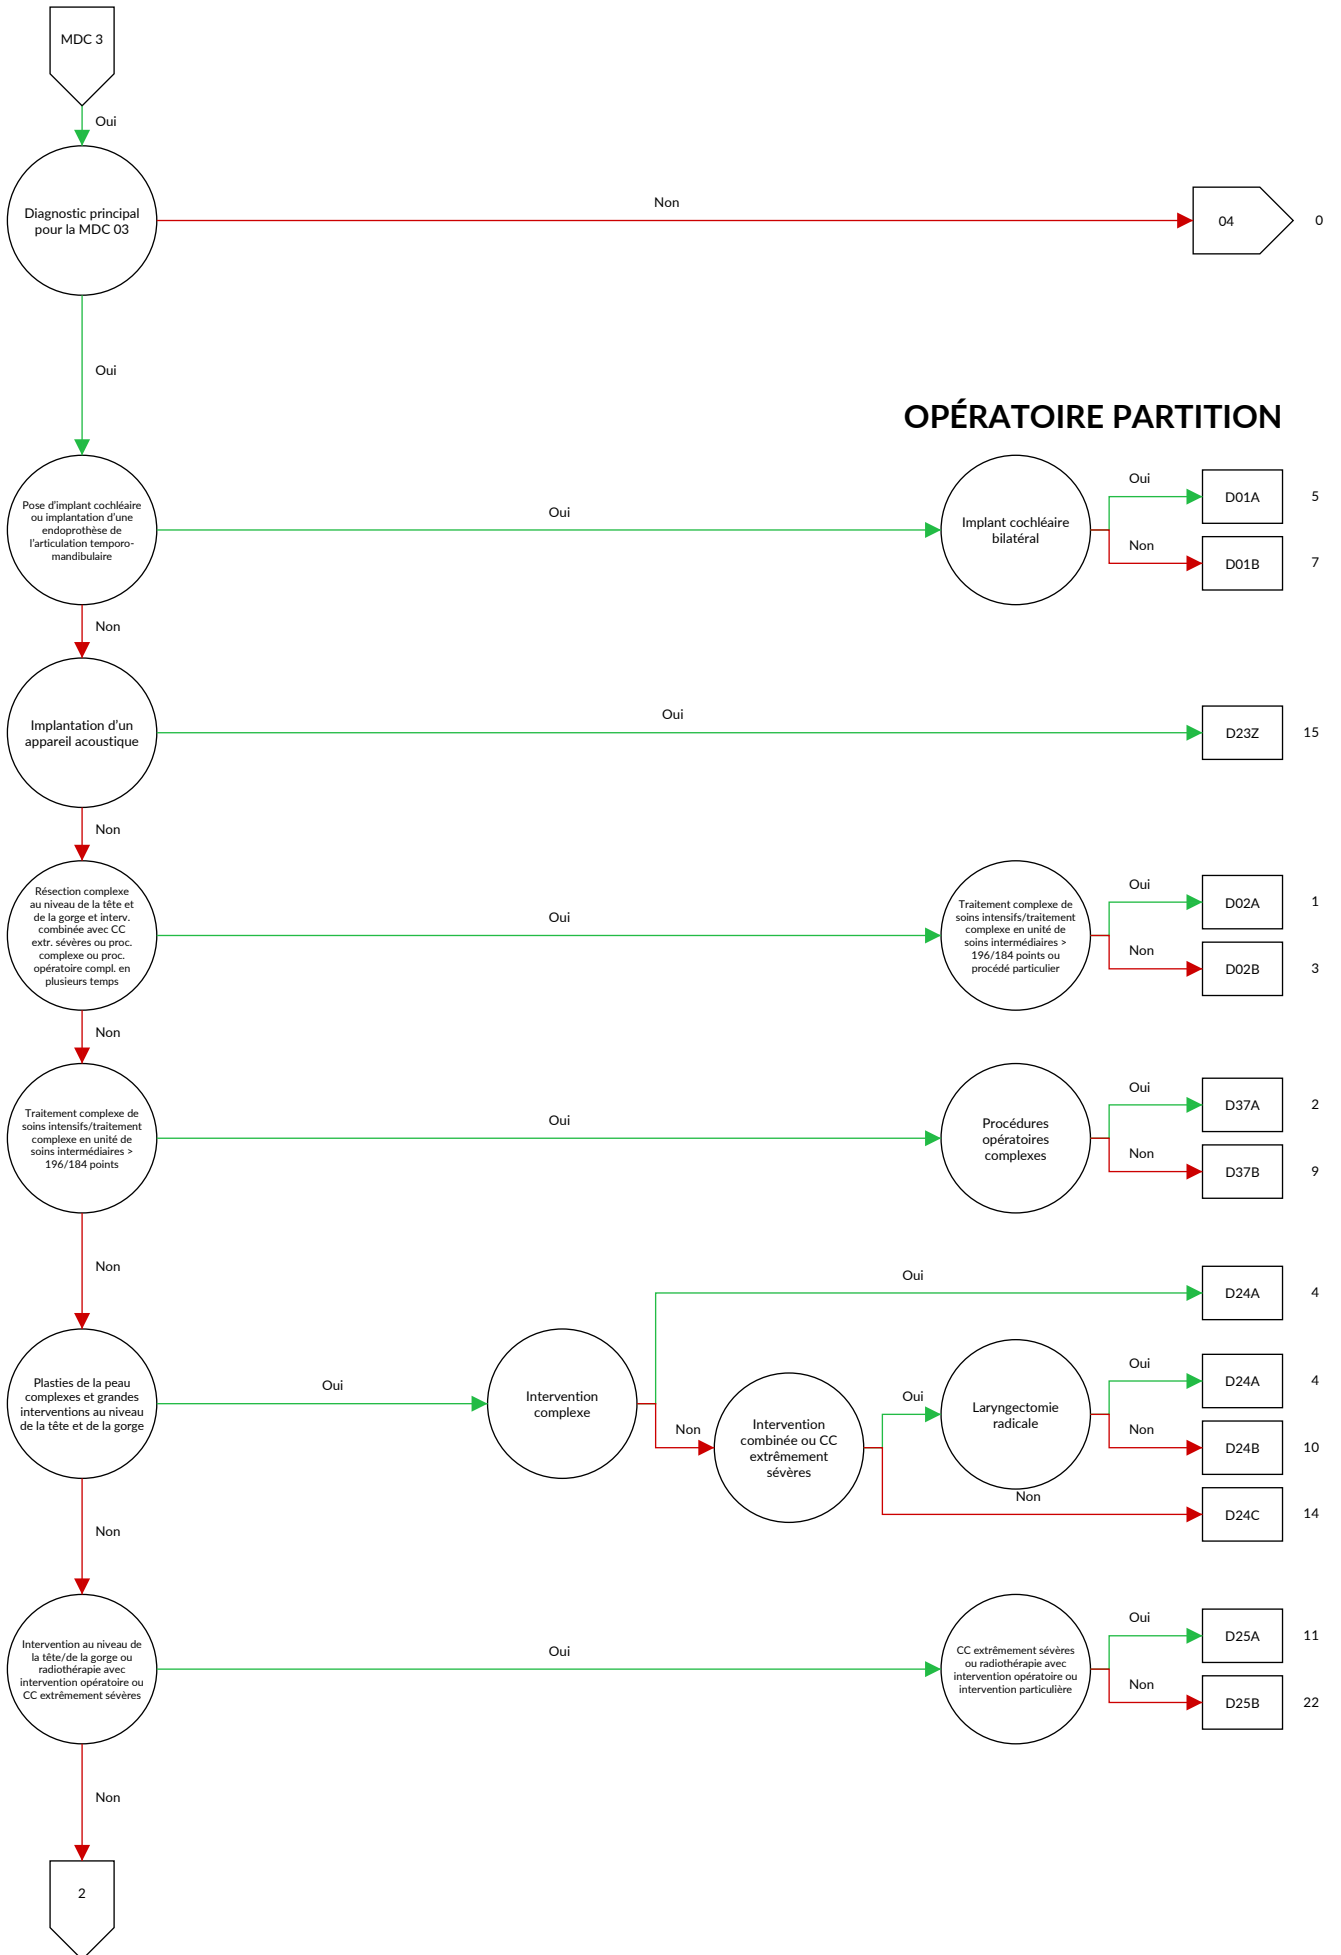 MDC 3
Oui
Diagnostic principal
pour la MDC 03
Non
04
0
Oui
OPÉRATOIRE PARTITION
Pose d'implant cochléaire
ou implantation d'une
endoprothèse de
l'articulation temporo-
mandibulaire
Oui
Implant cochléaire
bilatéral
Oui
D01A
5
Non
D01B
7
Non
Implantation d'un
appareil acoustique
Oui
D23Z
15
Non
Résection complexe
au niveau de la tête et
de la gorge et interv.
combinée avec CC
extr. sévères ou proc.
complexe ou proc.
opératoire compl. en
plusieurs temps
Oui
Traitement complexe de
soins intensifs/traitement
complexe en unité de
soins intermédiaires >
196/184 points ou
procédé particulier
Oui
D02A
1
Non
D02B
3
Non
Traitement complexe de
soins intensifs/traitement
complexe en unité de
soins intermédiaires >
196/184 points
Oui
Procédures
opératoires
complexes
Oui
D37A
2
Non
D37B
9
Non
Plasties de la peau
complexes et grandes
interventions au niveau
de la tête et de la gorge
Oui
Intervention
complexe
Oui
D24A
4
Non
Intervention
combinée ou CC
extrêmement
sévères
Oui
Laryngectomie
radicale
Oui
D24A
4
Non
D24B
10
Non
D24C
14
Non
Intervention au niveau de
la tête/de la gorge ou
radiothérapie avec
intervention opératoire ou
CC extrêmement sévères
Oui
CC extrêmement sévères
ou radiothérapie avec
intervention opératoire ou
intervention particulière
Oui
D25A
11
Non
D25B
22
Non
2